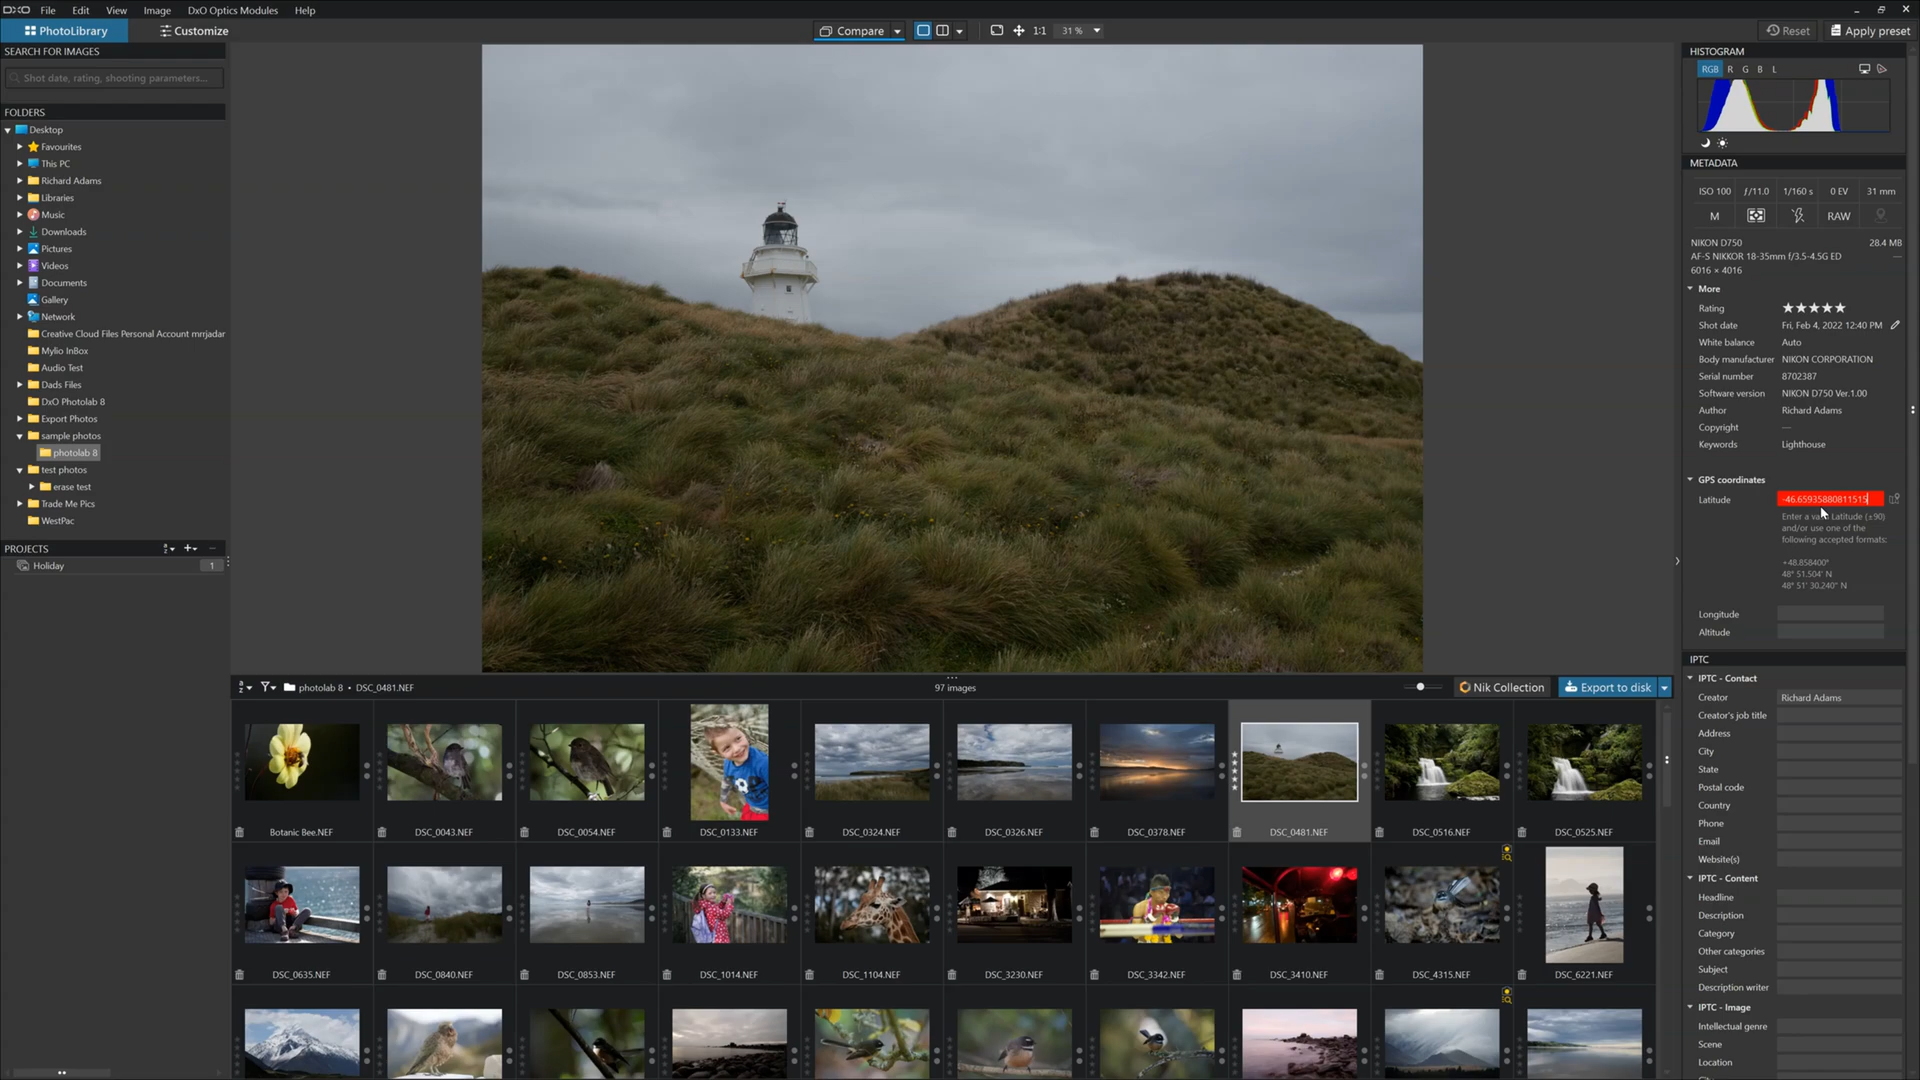 DXO File Edit View Image DxO Optics Modules Help
PhotoLibrary Customize Compare 1:1 31 % Reset Apply preset
SEARCH FOR IMAGES
Shot date, rating, shooting parameters...
FOLDERS
Desktop
Favourites
This PC
Richard Adams
Libraries
Music
Downloads
Pictures
Videos
Documents
Gallery
Network
Creative Cloud Files Personal Account mrrjadar
Mylio InBox
Audio Test
Dads Files
DxO Photolab 8
Export Photos
sample photos
photolab 8
test photos
erase test
Trade Me Pics
WestPac
PROJECTS
Holiday 1
HISTOGRAM
RGB R G B L
METADATA
ISO 100 ƒ/11.0 1/160 s 0 EV 31 mm
M RAW
NIKON D750 28.4 MB
AF-S NIKKOR 18-35mm f/3.5-4.5G ED —
6016 × 4016
More
Rating ★★★★★
Shot date Fri, Feb 4, 2022 12:40 PM
White balance Auto
Body manufacturer NIKON CORPORATION
Serial number 8702387
Software version NIKON D750 Ver.1.00
Author Richard Adams
Copyright —
Keywords Lighthouse
GPS coordinates
Latitude -46.65935880811515
Enter a Latitude (±90)
and/or use one of the
following accepted formats:
+48.858400°
48° 51.504' N
48° 51' 30.240" N
Longitude
Altitude
IPTC
IPTC - Contact
Creator Richard Adams
Creator's job title
Address
City
State
Postal code
Country
Phone
Email
Website(s)
IPTC - Content
Headline
Description
Category
Other categories
Subject
Description writer
IPTC - Image
Intellectual genre
Scene
Location
photolab 8 • DSC_0481.NEF 97 images Nik Collection Export to disk
Botanic Bee.NEF DSC_0043.NEF DSC_0054.NEF DSC_0133.NEF DSC_0324.NEF DSC_0326.NEF DSC_0378.NEF DSC_0481.NEF DSC_0516.NEF DSC_0525.NEF
DSC_0635.NEF DSC_0840.NEF DSC_0853.NEF DSC_1014.NEF DSC_1104.NEF DSC_3230.NEF DSC_3342.NEF DSC_3410.NEF DSC_4315.NEF DSC_6221.NEF